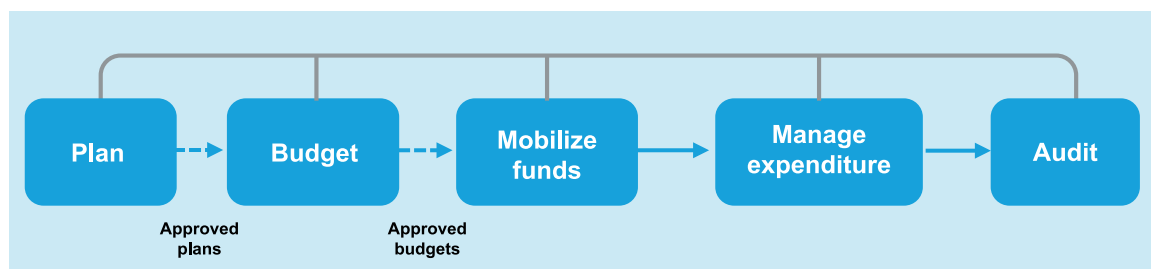 Plan
Budget
Mobilize
funds
Manage
expenditure
Audit
Approved
plans
Approved
budgets